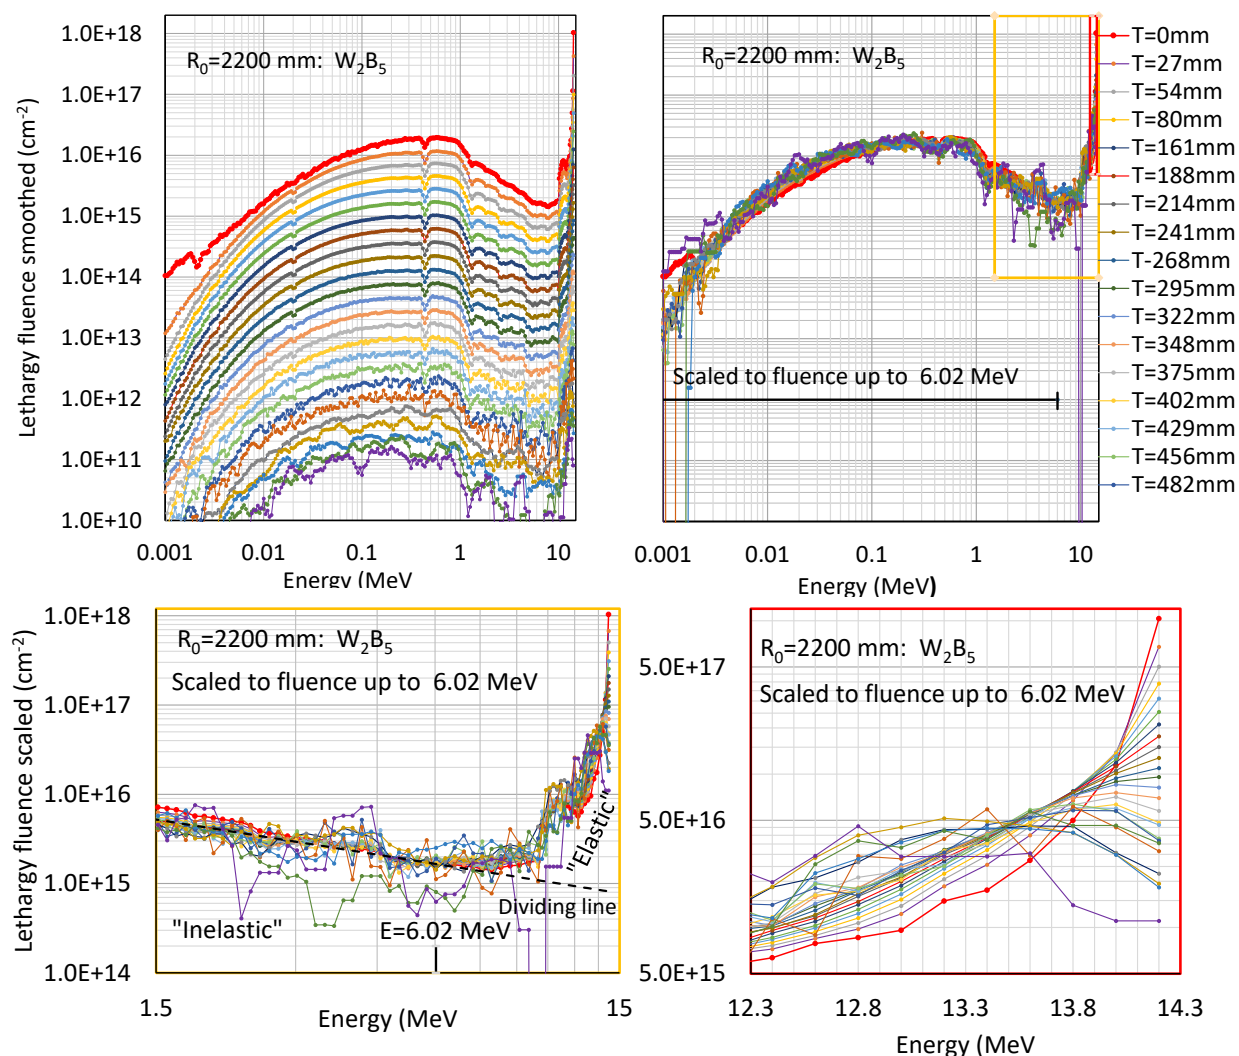 1.0E+18
1.0E+17
1.0E+16
1.0E+15
1.0E+14
1.0E+13
1.0E+12
1.0E+11
1.0E+10
Lethargy fluence smoothed (cm-2)
R0=2200 mm: W2B5
0.001 0.01 0.1 1 10
Energy (MeV
R0=2200 mm: W2B5
Scaled to fluence up to 6.02 MeV
0.001 0.01 0.1 1 10
Energy (MeV)
T=0mm
T=27mm
T=54mm
T=80mm
T=161mm
T=188mm
T=214mm
T=241mm
T-268mm
T=295mm
T=322mm
T=348mm
T=375mm
T=402mm
T=429mm
T=456mm
T=482mm
1.0E+18
1.0E+17
1.0E+16
1.0E+15
1.0E+14
Lethargy fluence scaled (cm-2)
R0=2200 mm: W2B5
Scaled to fluence up to 6.02 MeV
"Elastic"
Dividing line
"Inelastic"
E=6.02 MeV
1.5 15
Energy (MeV
5.0E+17
5.0E+16
5.0E+15
R0=2200 mm: W2B5
Scaled to fluence up to 6.02 MeV
12.3 12.8 13.3 13.8 14.3
Energy (MeV